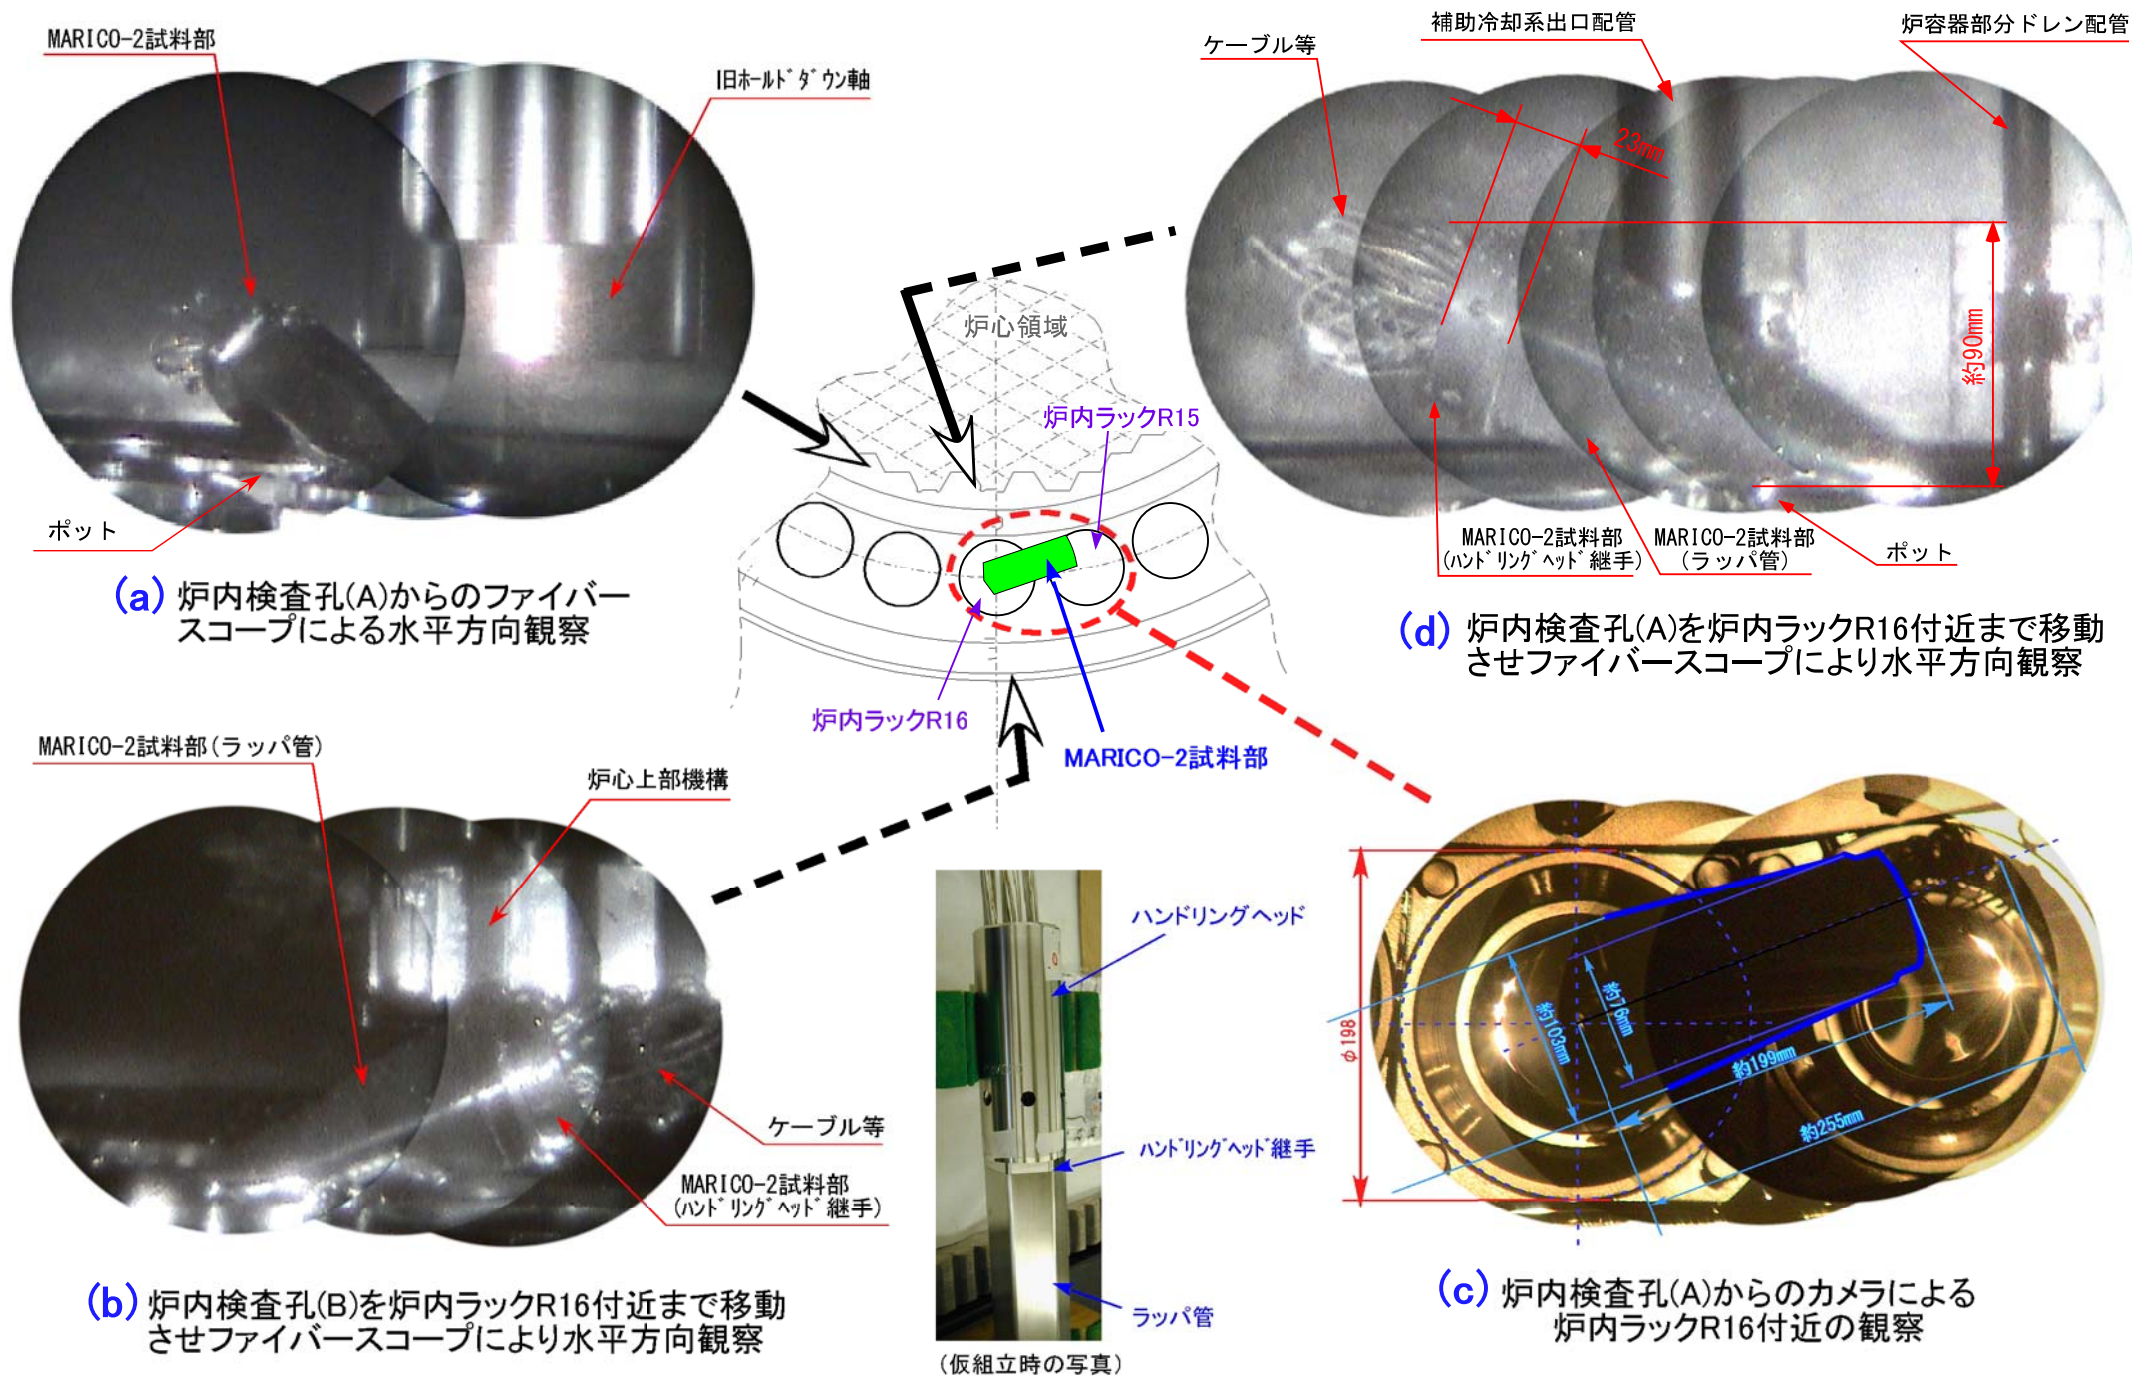 MARICO-2試料部
旧ホールドダウン軸
ポット
(a) 炉内検査孔(A)からのファイバー
スコープによる水平方向観察
ケーブル等
補助冷却系出口配管
炉容器部分ドレン配管
23mm
約90mm
MARICO-2試料部
(ハンドリングヘッド継手)
MARICO-2試料部
(ラッパ管)
ポット
(d) 炉内検査孔(A)を炉内ラックR16付近まで移動
させファイバースコープにより水平方向観察
炉心領域
炉内ラックR15
炉内ラックR16
MARICO-2試料部
MARICO-2試料部(ラッパ管)
炉心上部機構
ケーブル等
MARICO-2試料部
(ハンドリングヘッド継手)
(b) 炉内検査孔(B)を炉内ラックR16付近まで移動
させファイバースコープにより水平方向観察
ハンドリングヘッド
ハンドリングヘッド継手
ラッパ管
(仮組立時の写真)
φ198
約103mm
約76mm
約199mm
約255mm
(c) 炉内検査孔(A)からのカメラによる
炉内ラックR16付近の観察